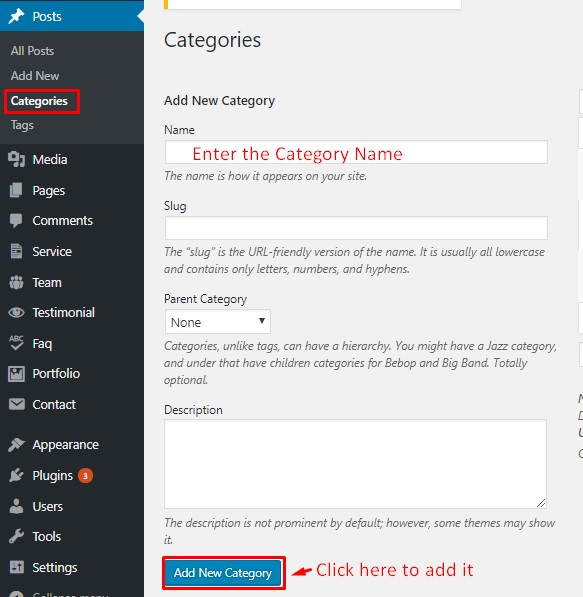 Posts
All Posts
Add New
Categories
Tags
Media
Pages
Comments
Service
Team
Testimonial
ABC
Faq
Portfolio
Contact
Appearance
Plugins 3
Users
Tools
Settings
Collapse menu
Categories
Add New Category
Name
Enter the Category Name
The name is how it appears on your site.
Slug
The “slug” is the URL-friendly version of the name. It is usually all lowercase
and contains only letters, numbers, and hyphens.
Parent Category
None
Categories, unlike tags, can have a hierarchy. You might have a Jazz category,
and under that have children categories for Bebop and Big Band. Totally
optional.
Description
The description is not prominent by default; however, some themes may show
it.
Add New Category
Click here to add it